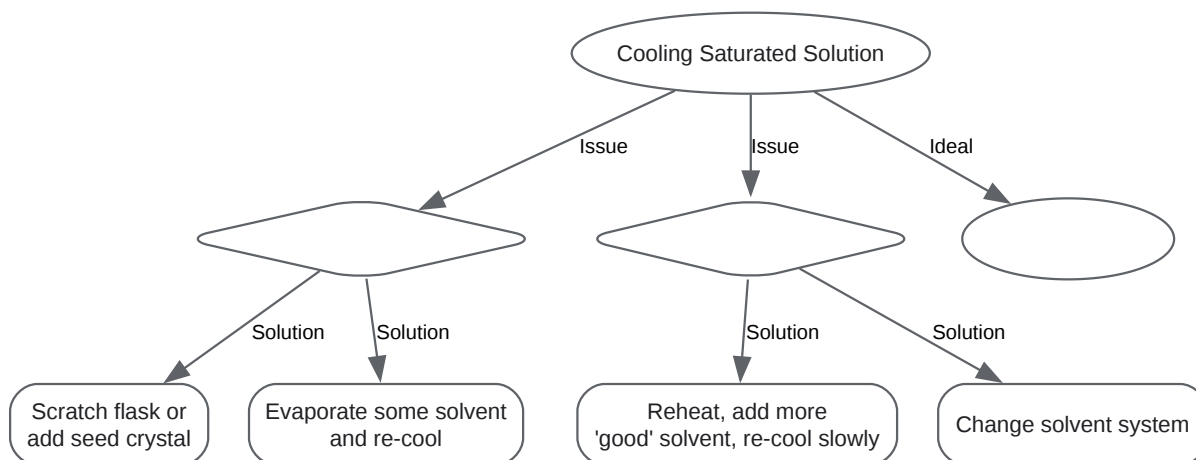 Cooling Saturated Solution
Issue
Issue
Ideal
Solution
Solution
Solution
Solution
Scratch flask or
add seed crystal
Evaporate some solvent
and re-cool
Reheat, add more
'good' solvent, re-cool slowly
Change solvent system